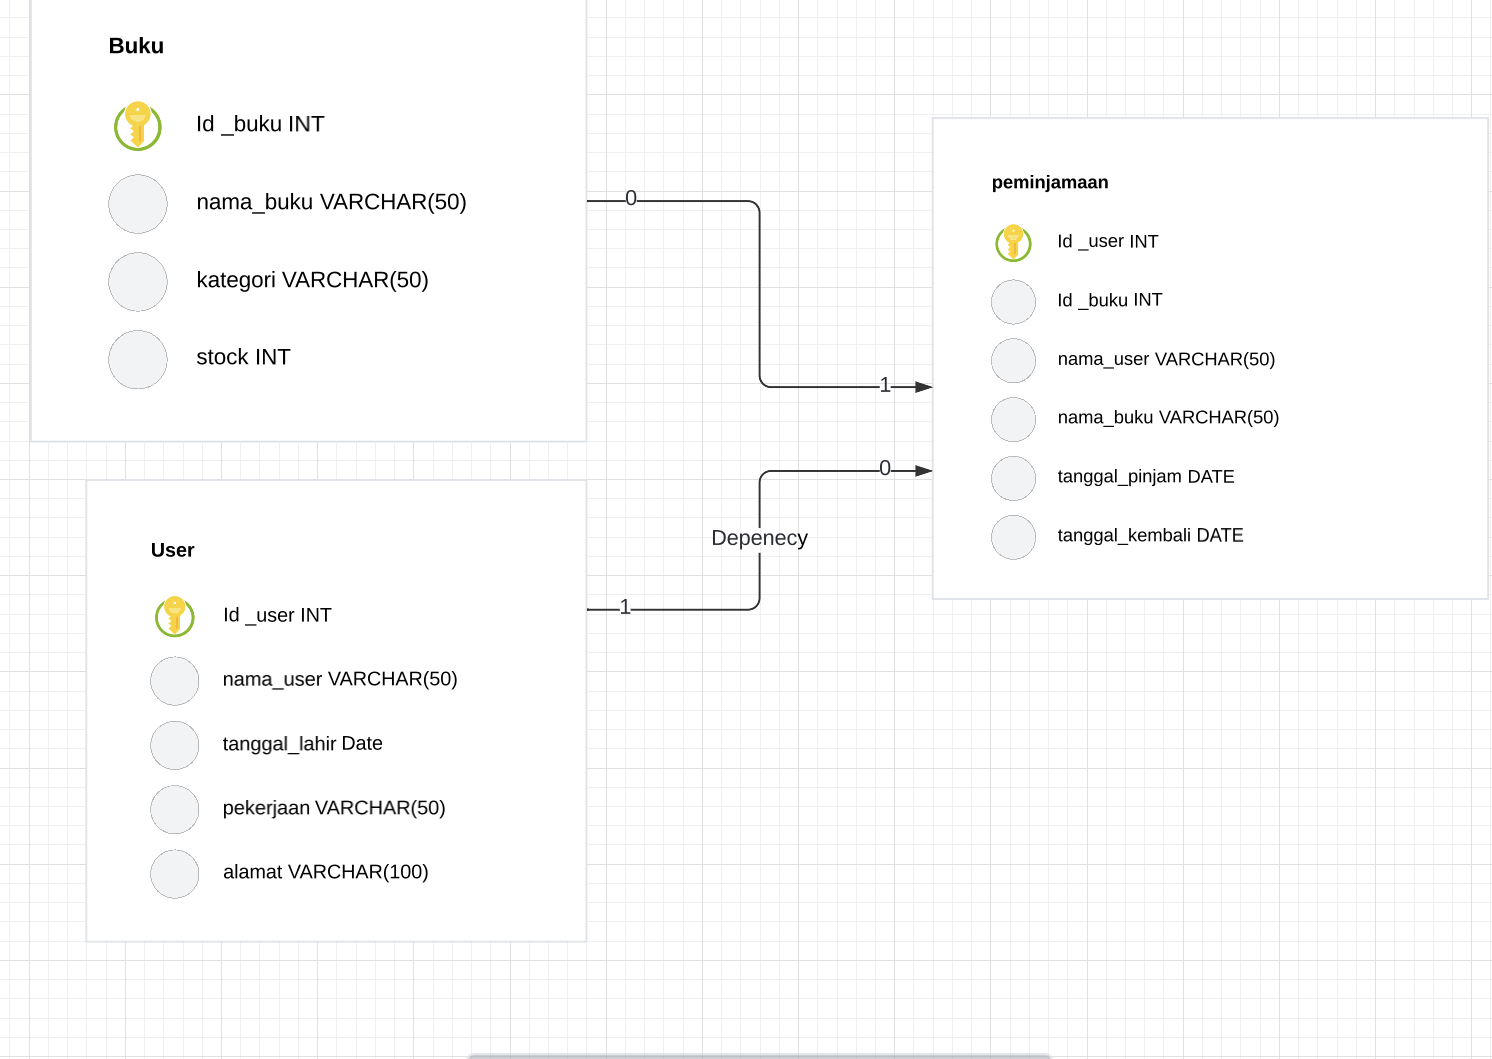 Buku
Id _buku INT
nama_buku VARCHAR(50)
kategori VARCHAR(50)
stock INT
0
1
peminjamaan
Id _user INT
Id _buku INT
nama_user VARCHAR(50)
nama_buku VARCHAR(50)
tanggal_pinjam DATE
tanggal_kembali DATE
0
Depenecy
1
User
Id _user INT
nama_user VARCHAR(50)
tanggal_lahir Date
pekerjaan VARCHAR(50)
alamat VARCHAR(100)